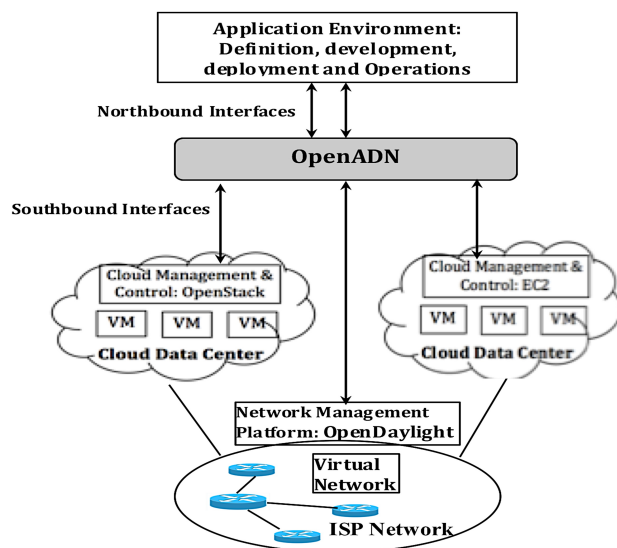 Application Environment:
Definition, development,
deployment and Operations
Northbound Interfaces
OpenADN
Southbound Interfaces
Cloud Management &
Control: OpenStack
VM VM VM
Cloud Data Center
Cloud Management &
Control: EC2
VM VM VM
Cloud Data Center
Network Management
Platform: OpenDaylight
Virtual
Network
ISP Network